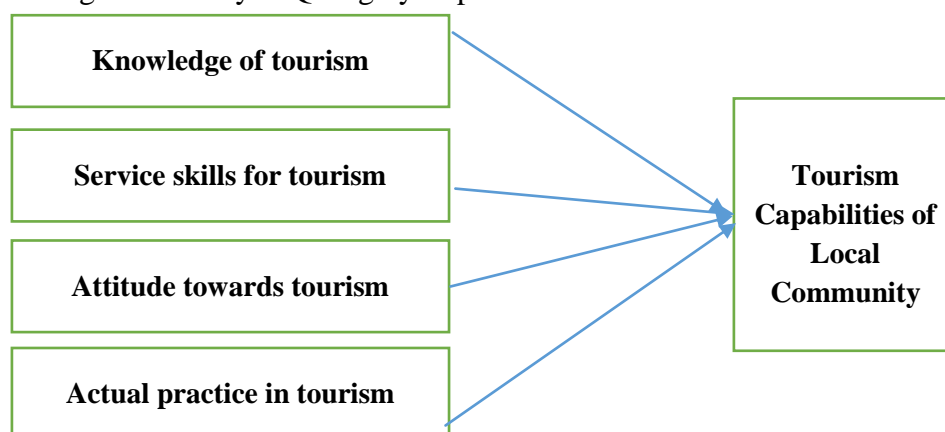 Knowledge of tourism
Service skills for tourism
Attitude towards tourism
Actual practice in tourism
Tourism
Capabilities of
Local
Community